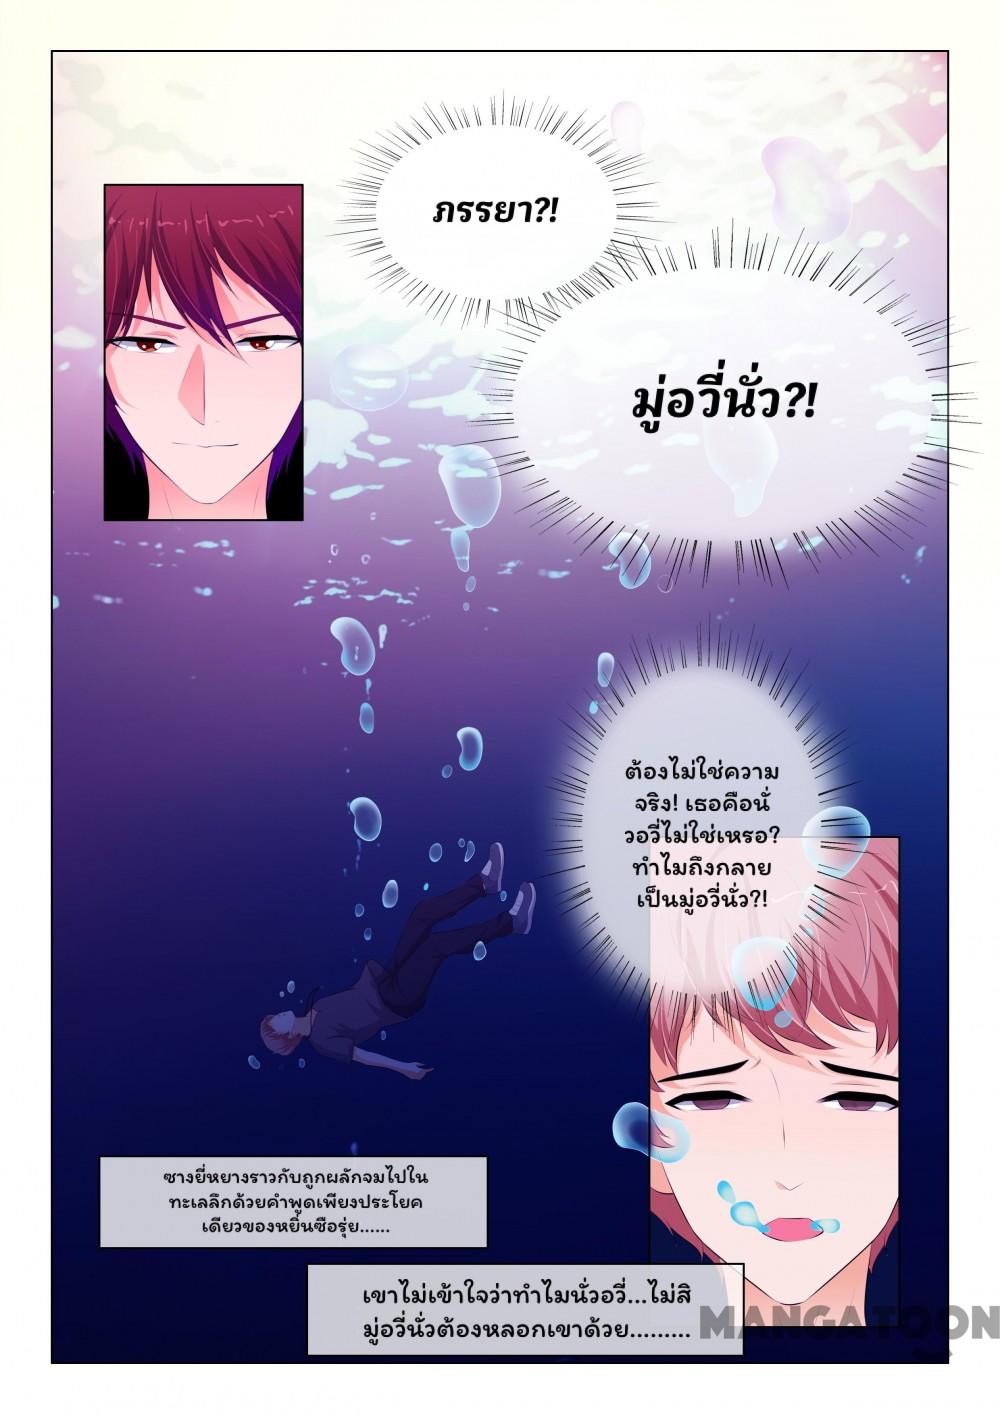 ภรรยา?!
มู่อวี่นั่ว?!
ต้องไม่ใช่ความ
จริง! เธอคือนั่
วอวี่ไม่ใช่เหรอ?
ทำไมถึงกลาย
เป็นมู่อวี่นั่ว?!
ซางยี่หยางราวกับถูกผลักจมไปใน
ทะเลลึกด้วยคำพูดเพียงประโยค
เดียวของหยิ่นซือรุ่ย......
เขาไม่เข้าใจว่าทำไมนั่วอวี่...ไม่สิ
มู่อวี่นั่วต้องหลอกเขาด้วย.........
MANGATOON